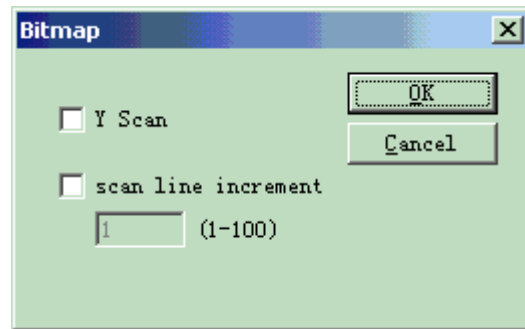 Bitmap
OK
Y Scan
Cancel
scan line increment
1 (1-100)